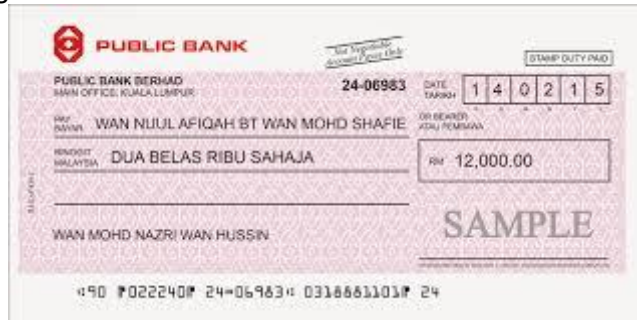 PUBLIC BANK
Not Negotiable
Account Payee Only
STAMP DUTY PAID
PUBLIC BANK BERHAD
MAIN OFFICE, KUALA LUMPUR
24-06983
DATE
TARIKH
1 4 0 2 1 5
PAY
BAYAR
WAN NUUL AFIQAH BT WAN MOHD SHAFIE
OR BEARER
ATAU PEMBAWA
RINGGIT
MALAYSIA
DUA BELAS RIBU SAHAJA
RM 12,000.00
WAN MOHD NAZRI WAN HUSSIN
SAMPLE
⑆90 ⑈022240⑈ 24⑉06983⑆ 0318881101⑈ 24